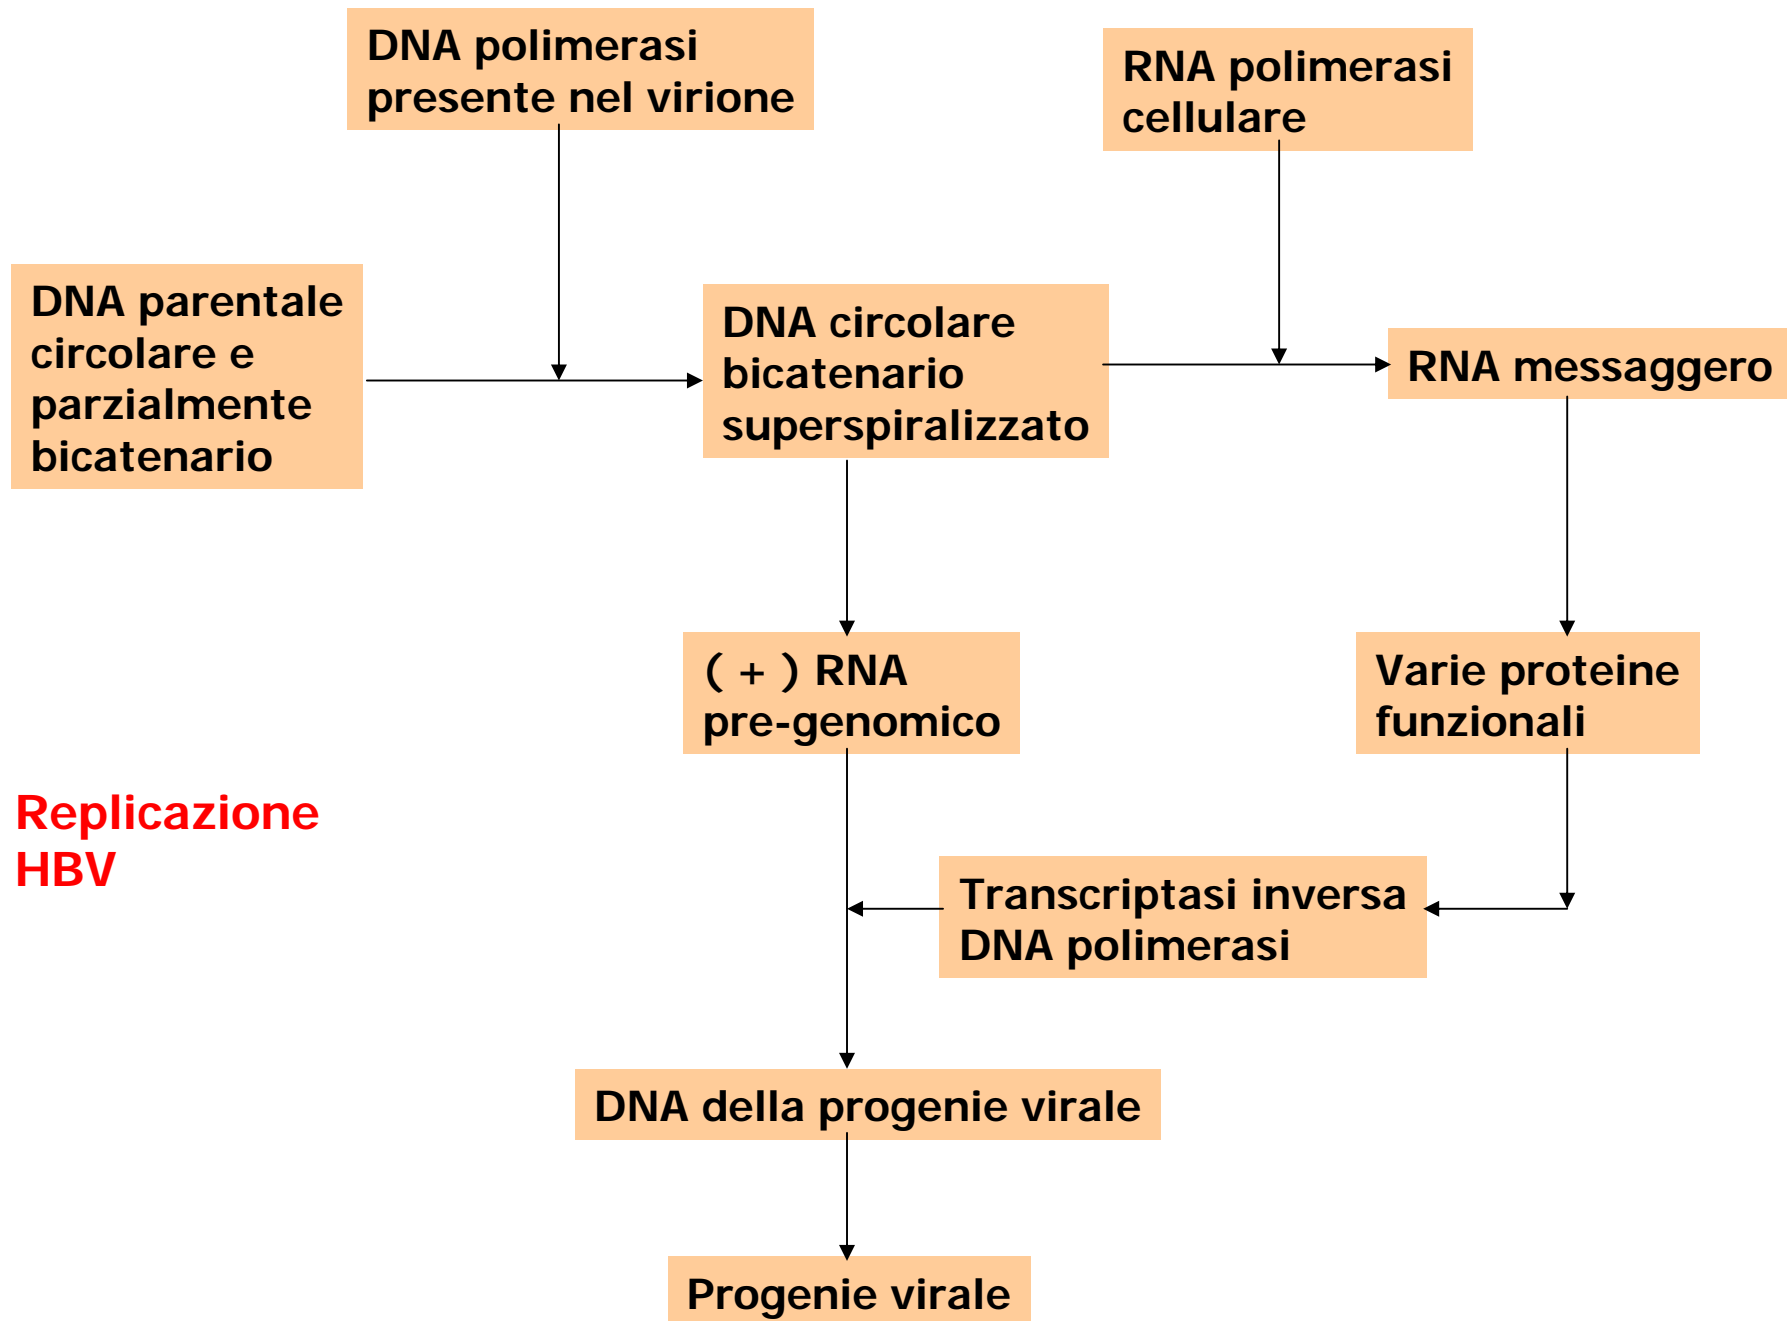 DNA polimerasi
presente nel virione
RNA polimerasi
cellulare
DNA parentale
circolare e
parzialmente
bicatenario
DNA circolare
bicatenario
superspiralizzato
RNA messaggero
( + ) RNA
pre-genomico
Varie proteine
funzionali
Replicazione
HBV
Transcriptasi inversa
DNA polimerasi
DNA della progenie virale
Progenie virale